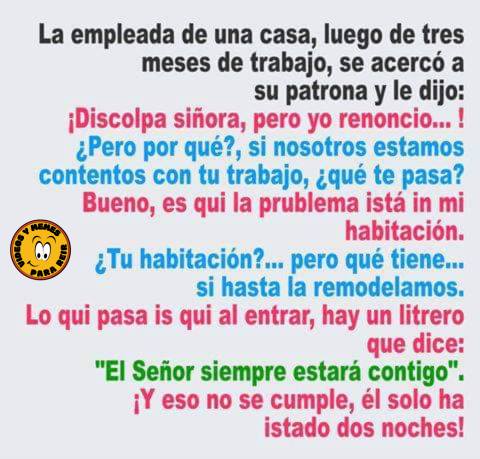 La empleada de una casa, luego de tres
meses de trabajo, se acercó a
su patrona y le dijo:
¡Discolpa siñora, pero yo renoncio... !
¿Pero por qué?, si nosotros estamos
contentos con tu trabajo, ¿qué te pasa?
Bueno, es qui la prublema istá in mi
habitación.
¿Tu habitación?... pero qué tiene...
si hasta la remodelamos.
Lo qui pasa is qui al entrar, hay un litrero
que dice:
"El Señor siempre estará contigo".
¡Y eso no se cumple, él solo ha
istado dos noches!
VIDEOS Y MEMES
PARA REIR